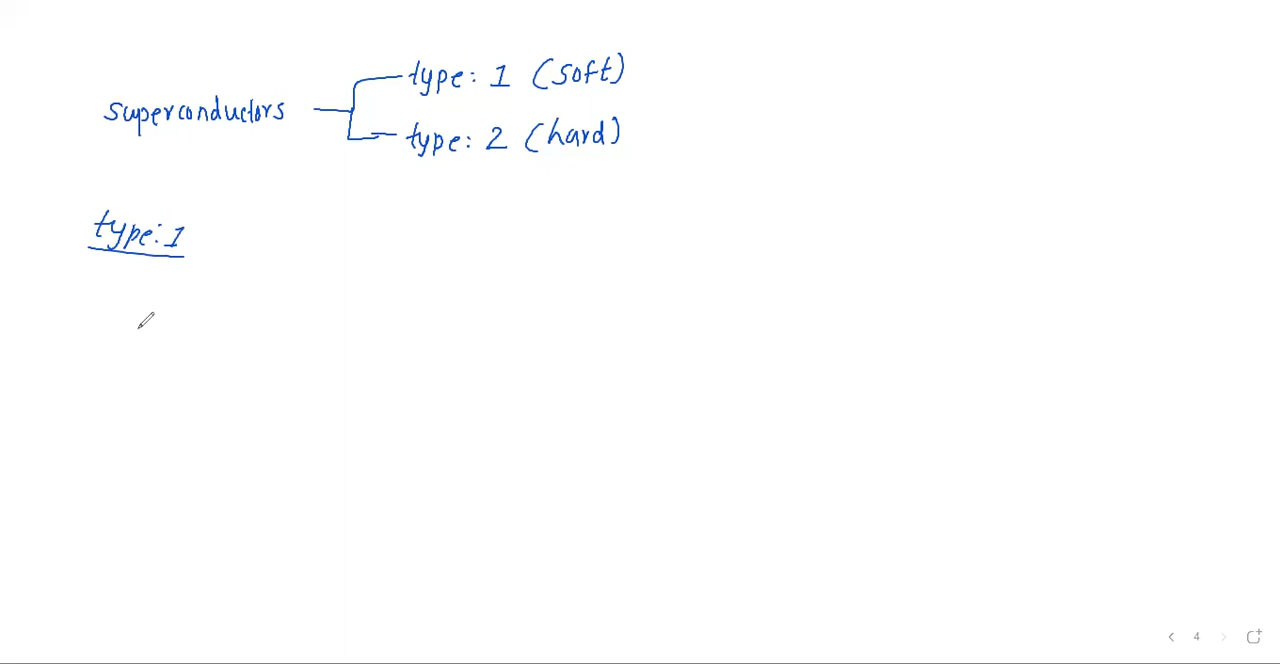 type: 1 (soft)
superconductors
type: 2 (hard)
type: 1
4